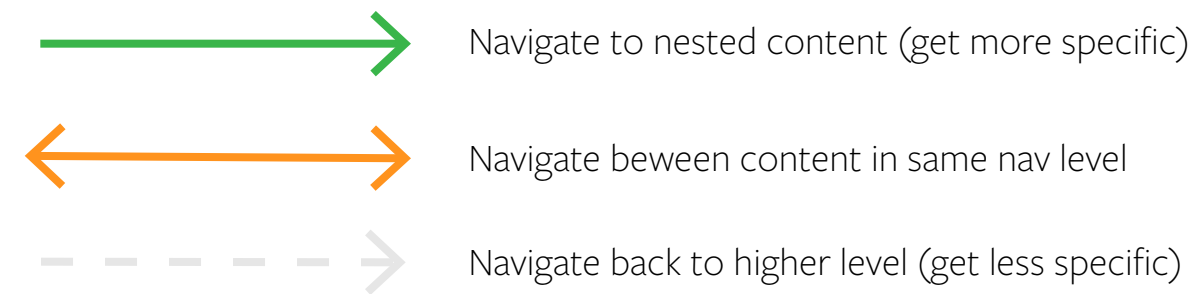 Navigate to nested content (get more specific)
Navigate beween content in same nav level
Navigate back to higher level (get less specific)